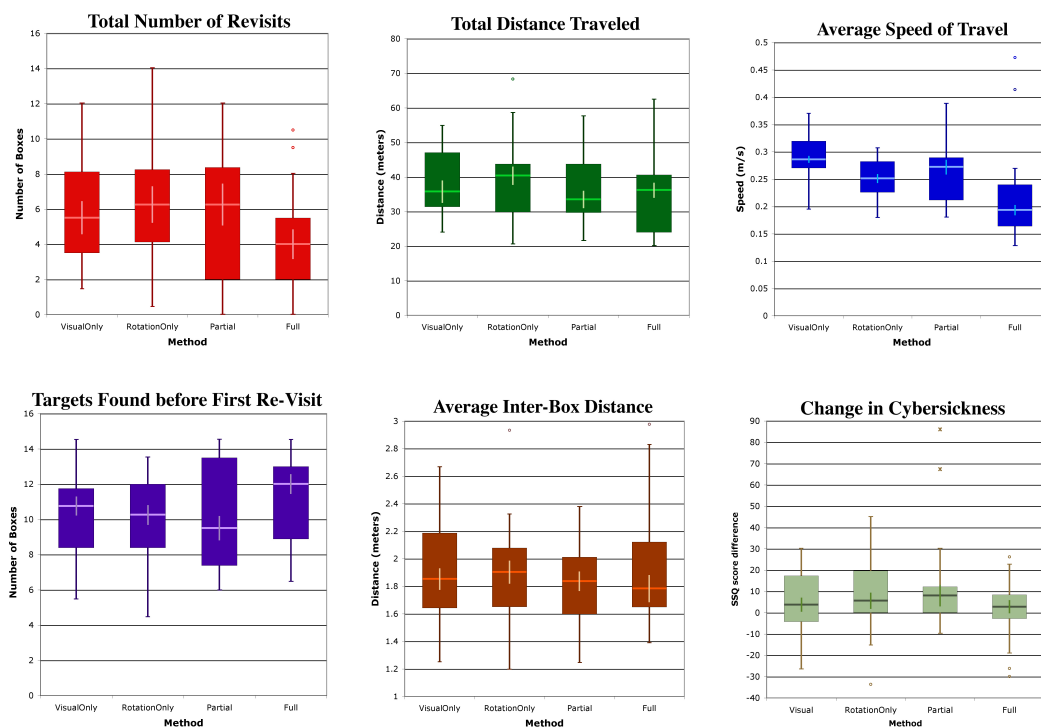 Total Number of Revisits
16
14
12
10
8
6
4
2
0
Number of Boxes
VisualOnly RotationOnly Partial Full
Method
Total Distance Traveled
80
70
60
50
40
30
20
10
0
Distance (meters)
VisualOnly RotationOnly Partial Full
Method
Average Speed of Travel
0.5
0.45
0.4
0.35
0.3
0.25
0.2
0.15
0.1
0.05
0
Speed (m/s)
VisualOnly RotationOnly Partial Full
Method
Targets Found before First Re-Visit
16
14
12
10
8
6
4
2
0
Number of Boxes
VisualOnly RotationOnly Partial Full
Method
Average Inter-Box Distance
3
2.8
2.6
2.4
2.2
2
1.8
1.6
1.4
1.2
1
Distance (meters)
VisualOnly RotationOnly Partial Full
Method
Change in Cybersickness
90
80
70
60
50
40
30
20
10
0
-10
-20
-30
-40
SSQ score difference
Visual RotationOnly Partial Full
Method